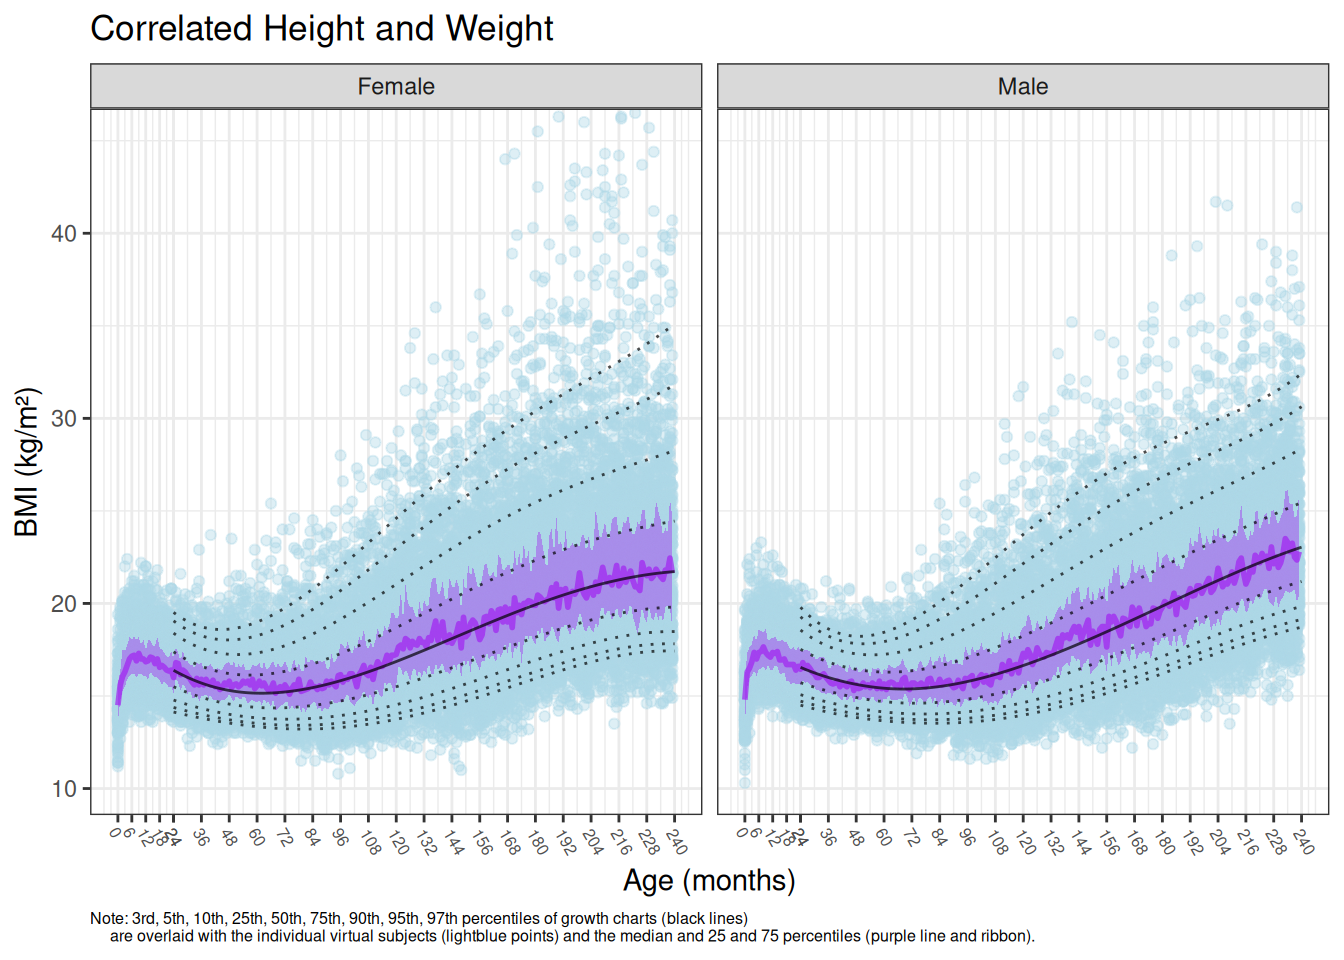 Correlated Height and Weight
Female
Male
BMI (kg/m²)
40
30
20
10
0 6 12 18 24 36 48 60 72 84 96 108 120 132 144 156 168 180 192 204 216 228 240
0 6 12 18 24 36 48 60 72 84 96 108 120 132 144 156 168 180 192 204 216 228 240
Age (months)
Note: 3rd, 5th, 10th, 25th, 50th, 75th, 90th, 95th, 97th percentiles of growth charts (black lines)
are overlaid with the individual virtual subjects (lightblue points) and the median and 25 and 75 percentiles (purple line and ribbon).